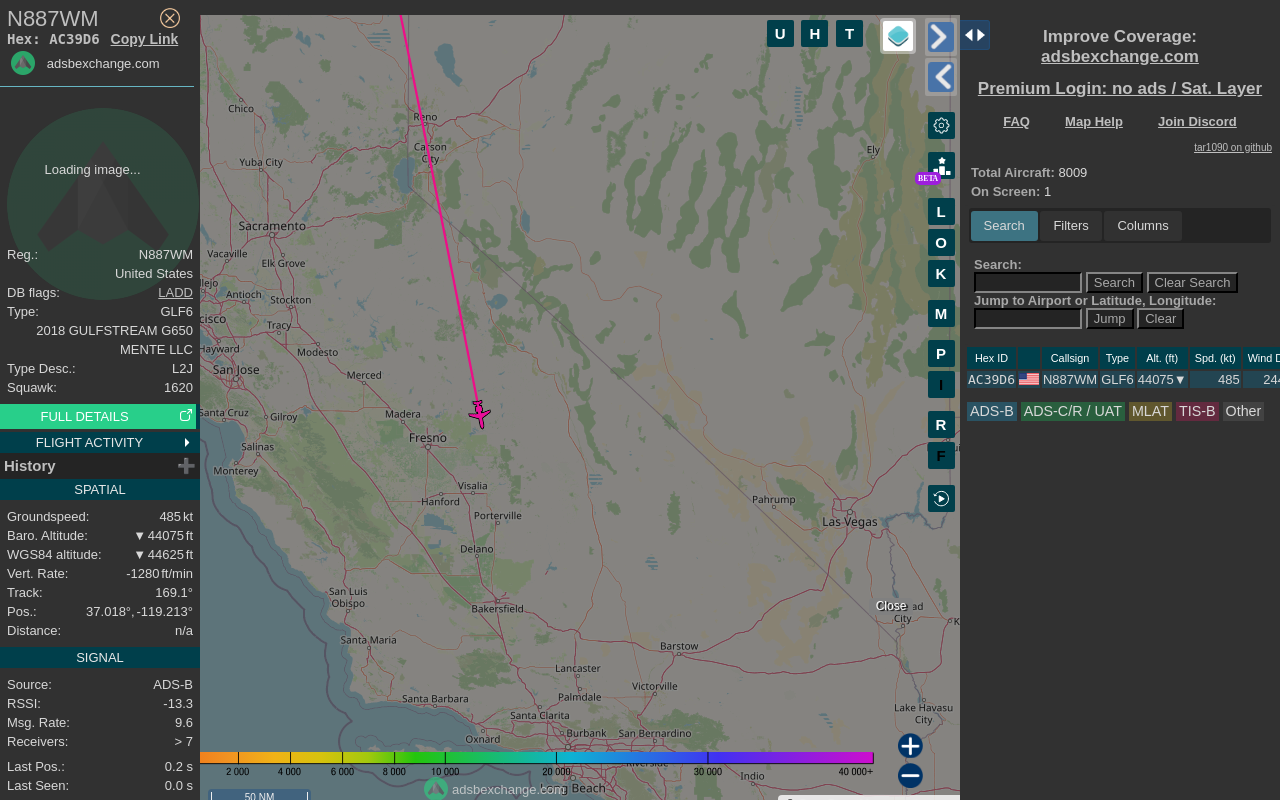 N887WM
Hex: AC39D6 Copy Link
adsbexchange.com
Loading image...
Reg.: N887WM
United States
DB flags: LADD
Type: GLF6
2018 GULFSTREAM G650
MENTE LLC
Type Desc.: L2J
Squawk: 1620
FULL DETAILS
FLIGHT ACTIVITY
History
SPATIAL
Groundspeed: 485 kt
Baro. Altitude: ▼ 44075 ft
WGS84 altitude: ▼ 44625 ft
Vert. Rate: -1280 ft/min
Track: 169.1°
Pos.: 37.018°, -119.213°
Distance: n/a
SIGNAL
Source: ADS-B
RSSI: -13.3
Msg. Rate: 9.6
Receivers: > 7
Last Pos.: 0.2 s
Last Seen: 0.0 s
U H T
L
O
K
M
P
I
R
F
BETA
Chico
Reno
Carson
City
Yuba City
Ely
Sacramento
Vacaville
Elk Grove
llejo
Antioch
Stockton
cisco
Tracy
Hayward
Modesto
San Jose
Merced
Santa Cruz
Gilroy
Madera
Fresno
Salinas
Monterey
Visalia
Hanford
Porterville
Pahrump
Las Vegas
Delano
San Luis
Obispo
Bakersfield
Close
ad
City
K
Santa Maria
Barstow
Lancaster
Victorville
Palmdale
Santa Barbara
Santa Clarita
Lake Havasu
City
Oxnard
Burbank
San Bernardino
Riverside
Indio
Long Beach
2 000 4 000 6 000 8 000 10 000 20 000 30 000 40 000+
adsbexchange.com
50 NM
Improve Coverage:
adsbexchange.com
Premium Login: no ads / Sat. Layer
FAQ Map Help Join Discord
tar1090 on github
Total Aircraft: 8009
On Screen: 1
Search Filters Columns
Search:
Search Clear Search
Jump to Airport or Latitude, Longitude:
Jump Clear
Hex ID Callsign Type Alt. (ft) Spd. (kt) Wind D
AC39D6 N887WM GLF6 44075▼ 485 244
ADS-B ADS-C/R / UAT MLAT TIS-B Other